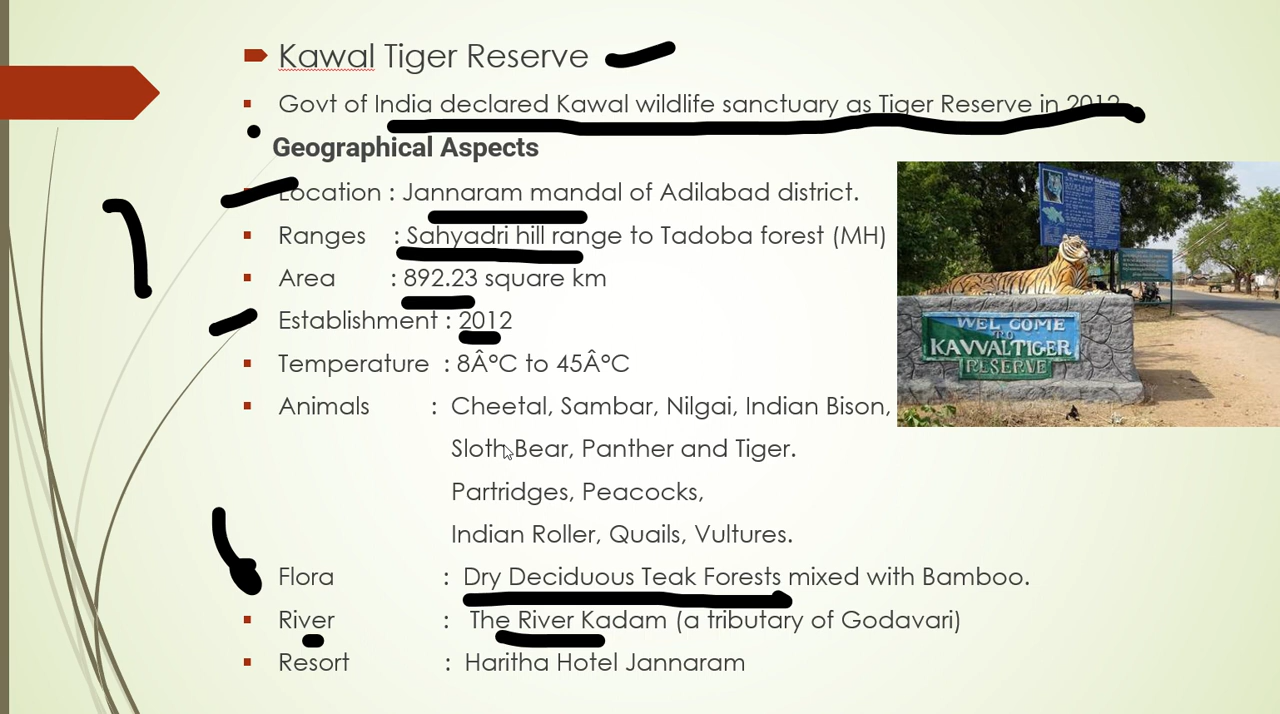 Kawal Tiger Reserve
Govt of India declared Kawal wildlife sanctuary as Tiger Reserve in 2012
Geographical Aspects
Location : Jannaram mandal of Adilabad district.
Ranges : Sahyadri hill range to Tadoba forest (MH)
Area : 892.23 square km
Establishment : 2012
Temperature : 8Â°C to 45Â°C
Animals : Cheetal, Sambar, Nilgai, Indian Bison,
Sloth Bear, Panther and Tiger.
Partridges, Peacocks,
Indian Roller, Quails, Vultures.
Flora : Dry Deciduous Teak Forests mixed with Bamboo.
River : The River Kadam (a tributary of Godavari)
Resort : Haritha Hotel Jannaram
WEL COME
TO
KAVVAL TIGER
RESERVE